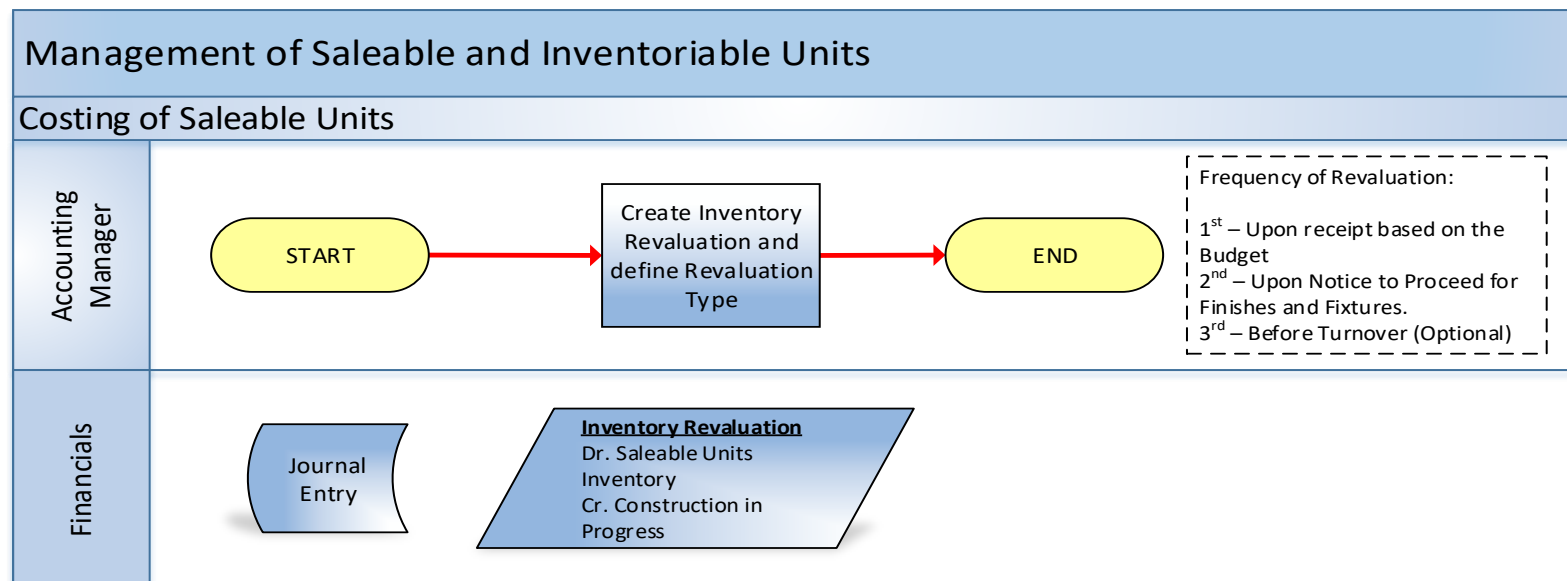 Management of Saleable and Inventoriable Units
Costing of Saleable Units
Accounting
Manager
START
Create Inventory
Revaluation and
define Revaluation
Type
END
Frequency of Revaluation:
1st – Upon receipt based on the
Budget
2nd – Upon Notice to Proceed for
Finishes and Fixtures.
3rd – Before Turnover (Optional)
Financials
Journal
Entry
Inventory Revaluation
Dr. Saleable Units
Inventory
Cr. Construction in
Progress